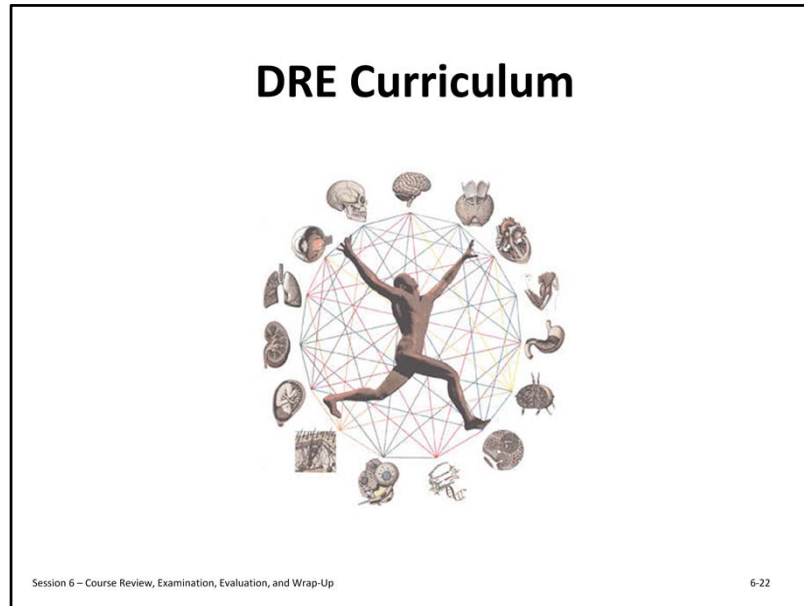 DRE Curriculum
Session 6 – Course Review, Examination, Evaluation, and Wrap-Up
6-22